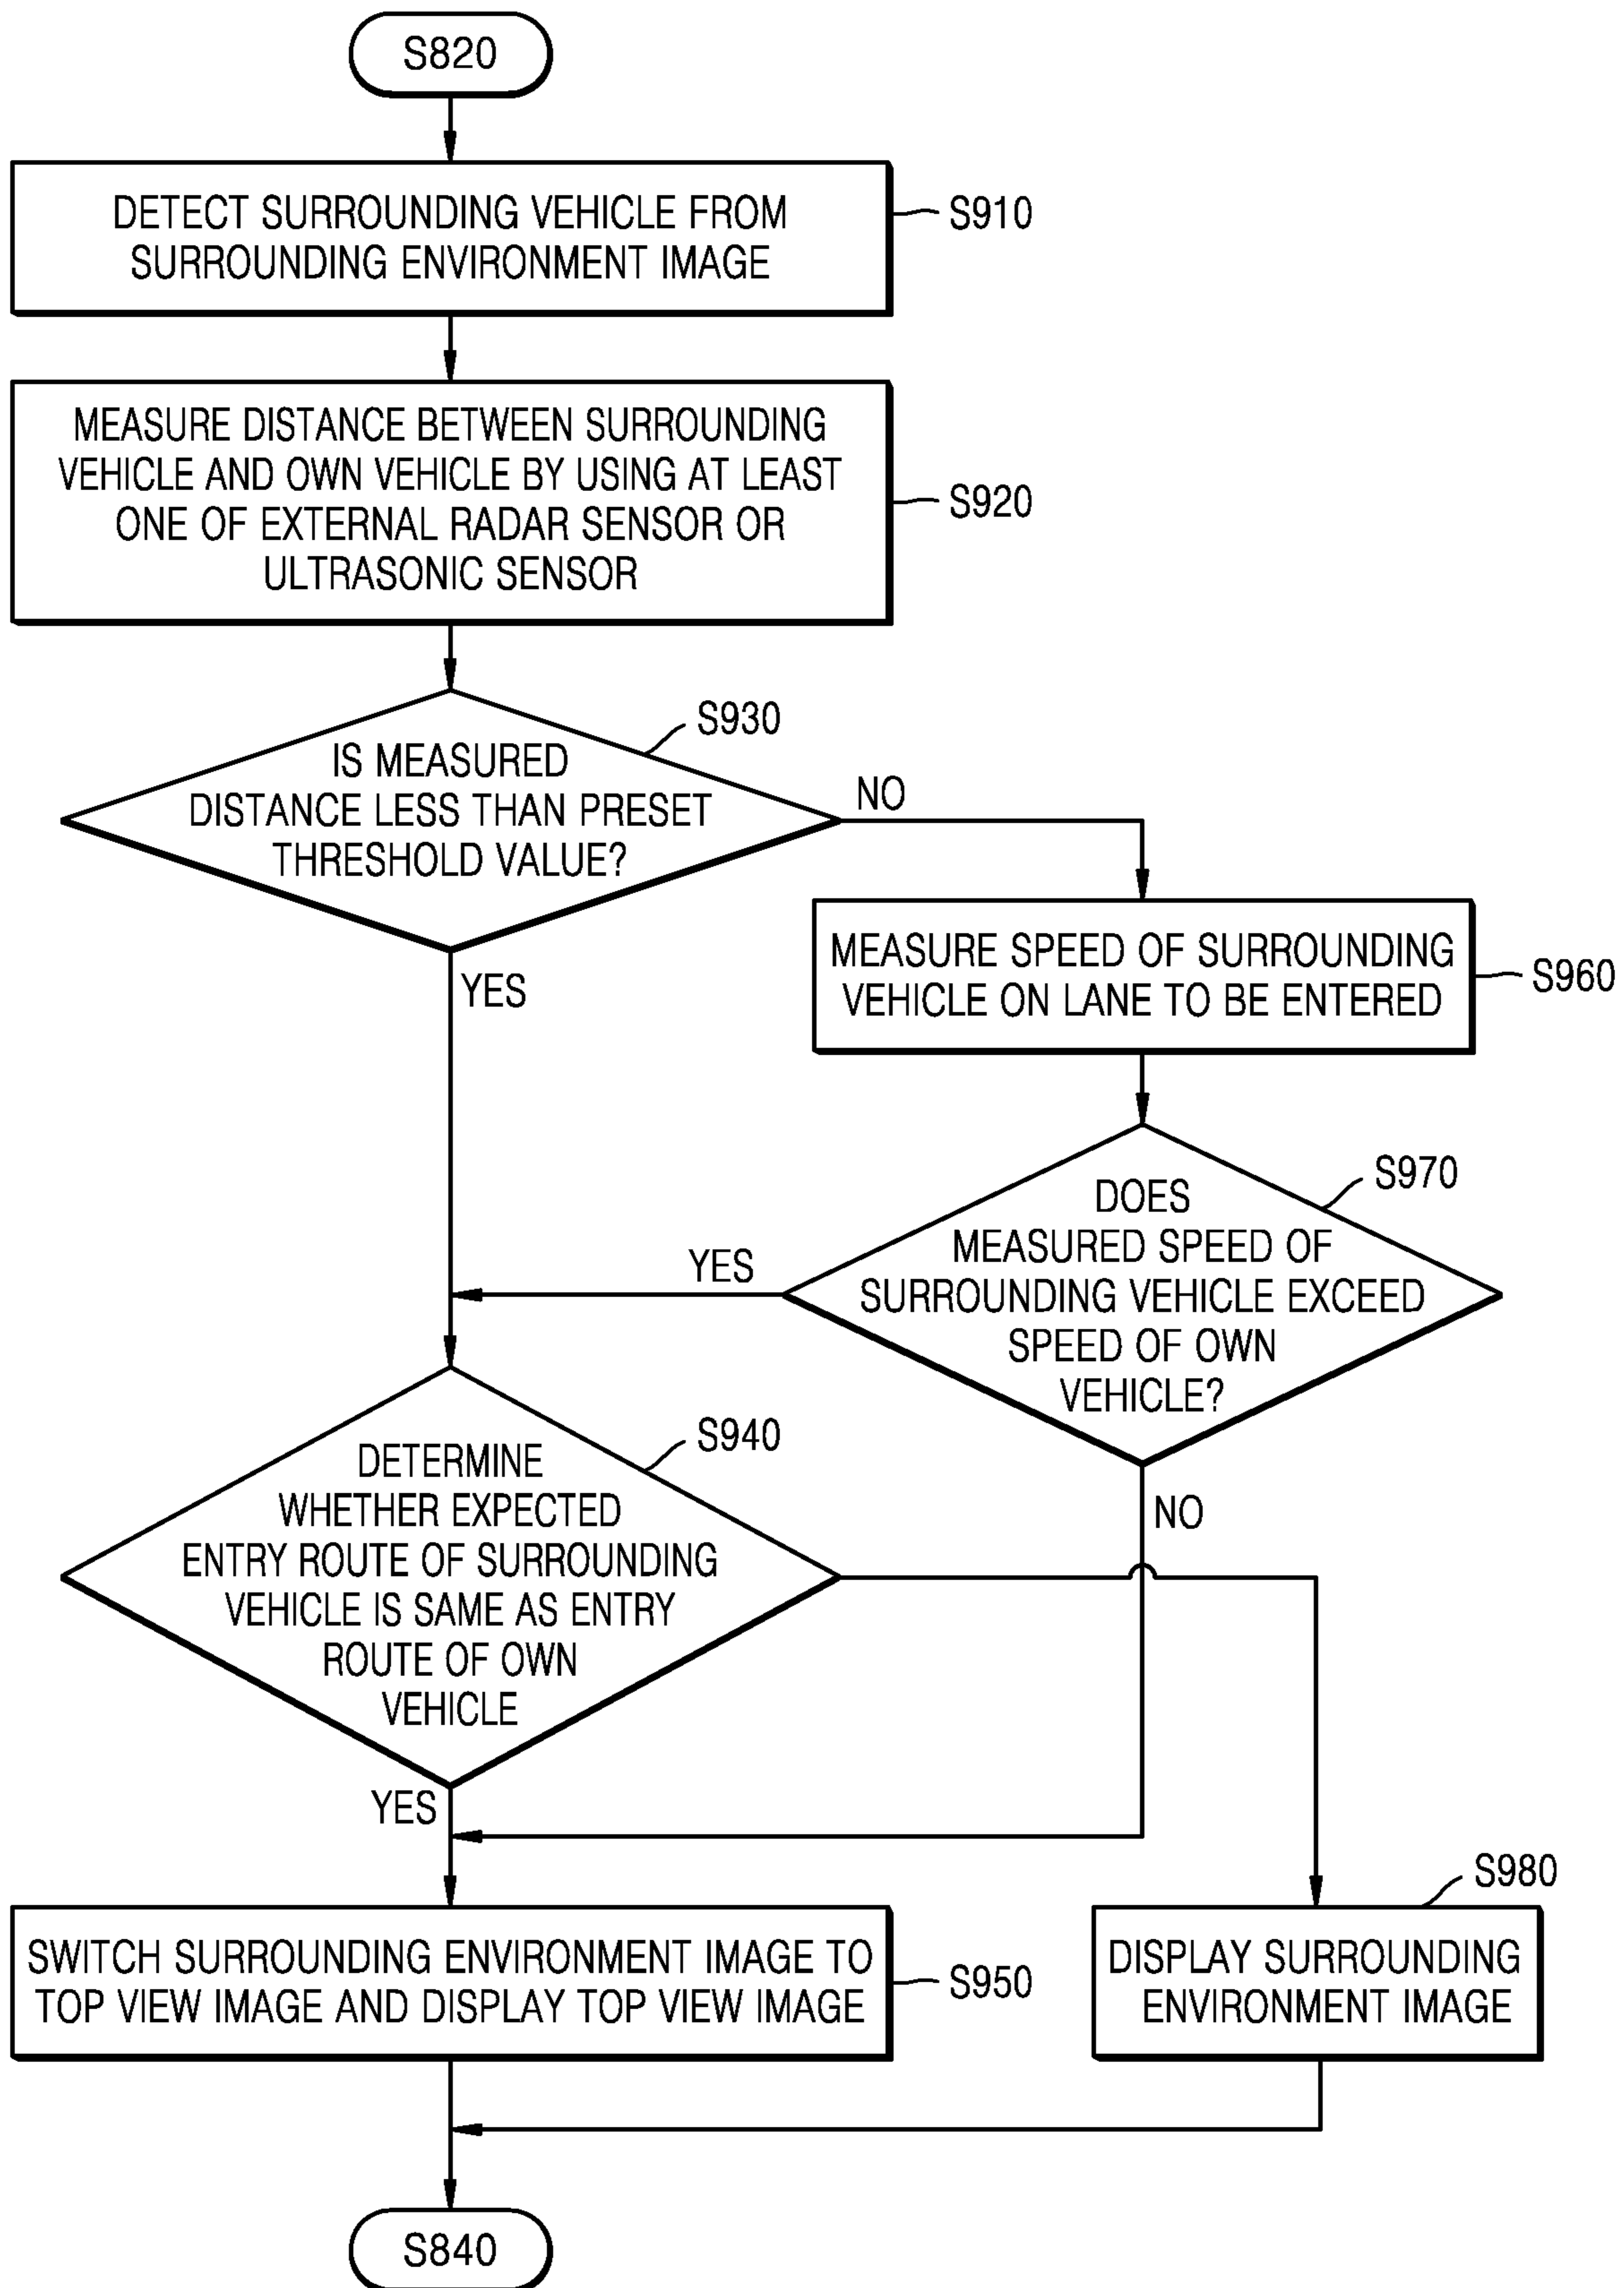 S820
DETECT SURROUNDING VEHICLE FROM
SURROUNDING ENVIRONMENT IMAGE
S910
MEASURE DISTANCE BETWEEN SURROUNDING
VEHICLE AND OWN VEHICLE BY USING AT LEAST
ONE OF EXTERNAL RADAR SENSOR OR
ULTRASONIC SENSOR
S920
S930
IS MEASURED
DISTANCE LESS THAN PRESET
THRESHOLD VALUE?
NO
YES
MEASURE SPEED OF SURROUNDING
VEHICLE ON LANE TO BE ENTERED
S960
S970
DOES
MEASURED SPEED OF
SURROUNDING VEHICLE EXCEED
SPEED OF OWN
VEHICLE?
YES
NO
S940
DETERMINE
WHETHER EXPECTED
ENTRY ROUTE OF SURROUNDING
VEHICLE IS SAME AS ENTRY
ROUTE OF OWN
VEHICLE
YES
SWITCH SURROUNDING ENVIRONMENT IMAGE TO
TOP VIEW IMAGE AND DISPLAY TOP VIEW IMAGE
S950
S980
DISPLAY SURROUNDING
ENVIRONMENT IMAGE
S840